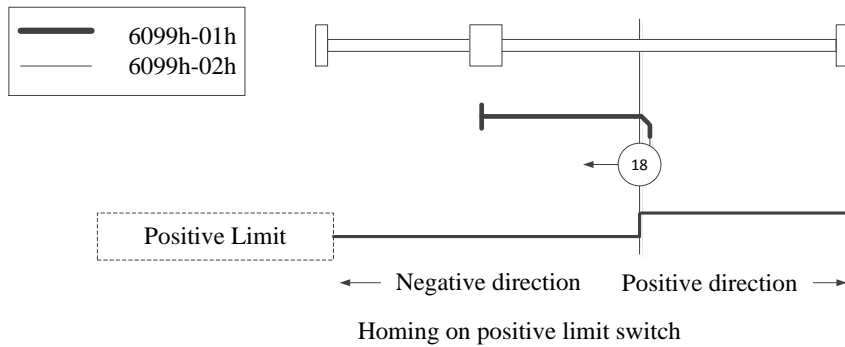 6099h-01h
6099h-02h
18
Positive Limit
Negative direction
Positive direction
Homing on positive limit switch